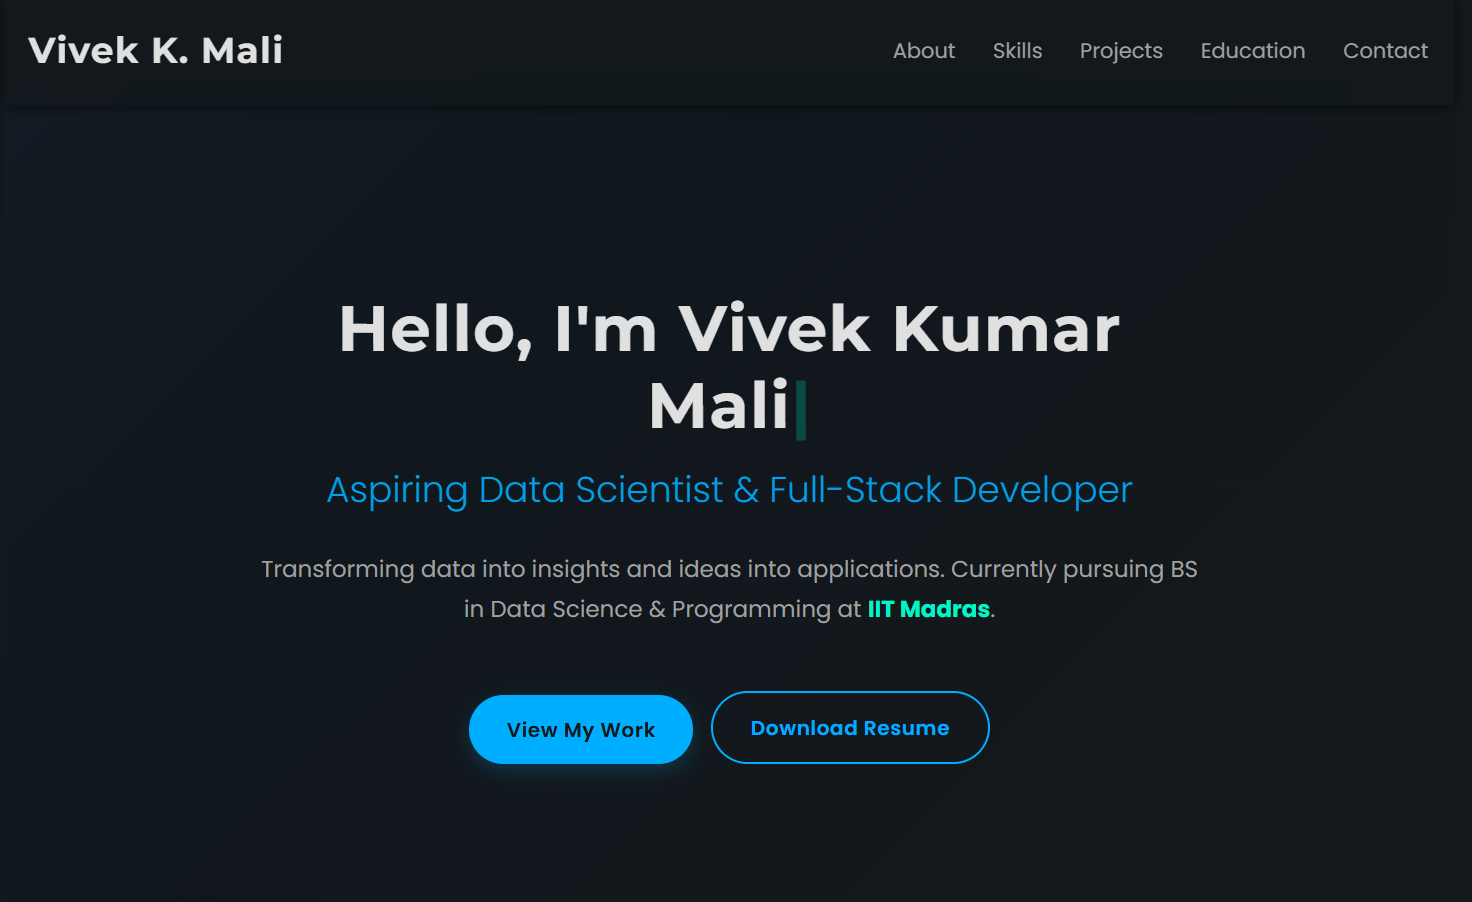 Vivek K. Mali
About Skills Projects Education Contact
Hello, I'm Vivek Kumar
Mali
Aspiring Data Scientist & Full-Stack Developer
Transforming data into insights and ideas into applications. Currently pursuing BS
in Data Science & Programming at IIT Madras.
View My Work
Download Resume